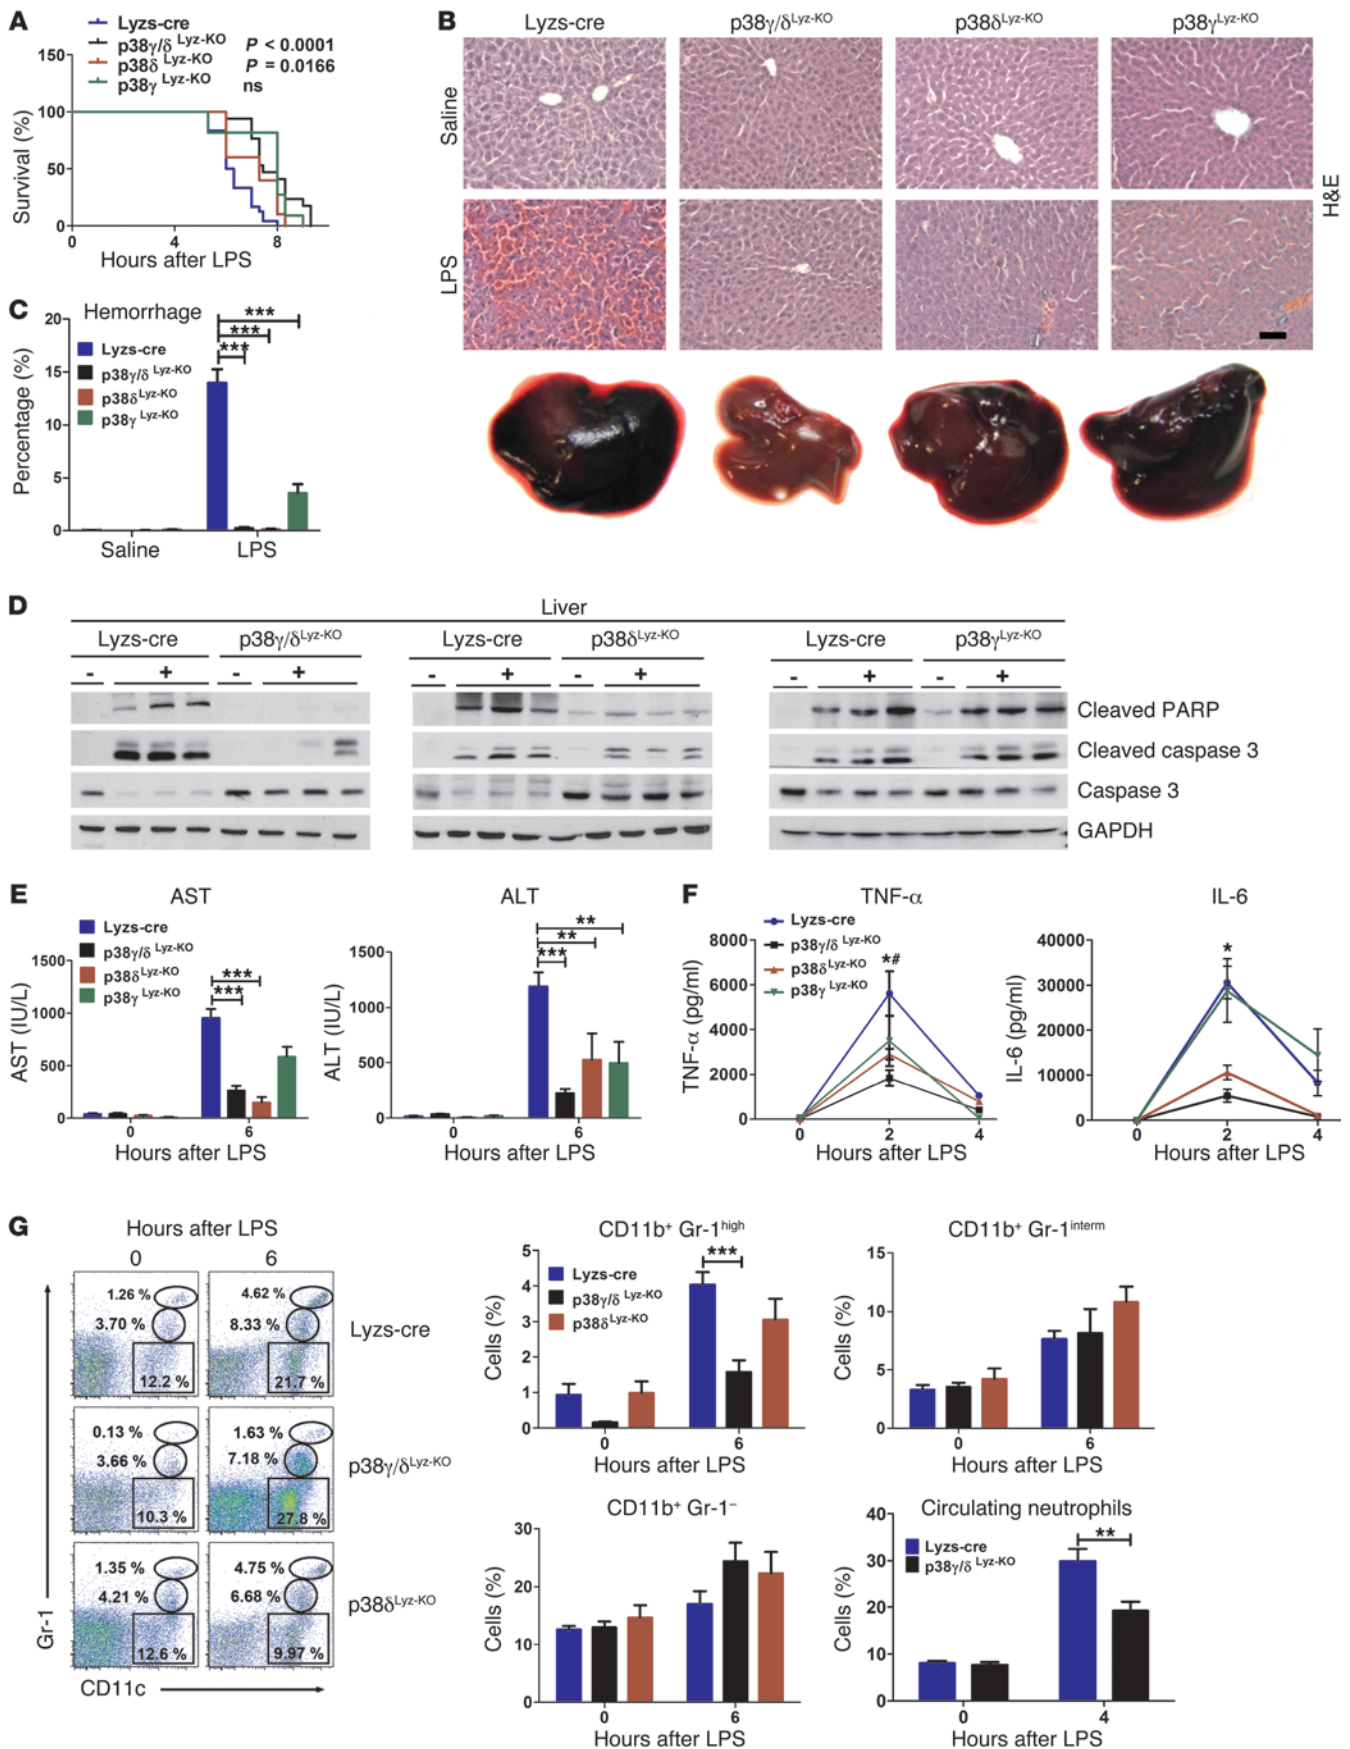 A
Lyzs-cre
p38γ/δ Lyz-KO P < 0.0001
p38δ Lyz-KO P = 0.0166
p38γ Lyz-KO ns
150
100
50
0
Survival (%)
0 4 8
Hours after LPS
B
Lyzs-cre p38γ/δLyz-KO p38δLyz-KO p38γLyz-KO
Saline
LPS
H&E
C
Hemorrhage
Lyzs-cre
p38γ/δ Lyz-KO
p38δLyz-KO
p38γ Lyz-KO
***
***
***
20
15
10
5
0
Percentage (%)
Saline LPS
D
Liver
Lyzs-cre p38γ/δLyz-KO Lyzs-cre p38δLyz-KO Lyzs-cre p38γLyz-KO
- + - + - + - + - + - +
Cleaved PARP
Cleaved caspase 3
Caspase 3
GAPDH
E
AST
Lyzs-cre
p38γ/δ Lyz-KO
p38δLyz-KO
p38γ Lyz-KO
***
***
1500
1000
500
0
AST (IU/L)
0 6
Hours after LPS
ALT
**
**
***
1500
1000
500
0
ALT (IU/L)
0 6
Hours after LPS
F
TNF-α
Lyzs-cre
p38γ/δ Lyz-KO
p38δLyz-KO
p38γ Lyz-KO
*#
8000
6000
4000
2000
0
TNF-α (pg/ml)
0 2 4
Hours after LPS
IL-6
*
40000
30000
20000
10000
0
IL-6 (pg/ml)
0 2 4
Hours after LPS
G
Hours after LPS
0 6
1.26 % 4.62 %
3.70 % 8.33 %
12.2 % 21.7 %
Lyzs-cre
0.13 % 1.63 %
3.66 % 7.18 %
10.3 % 27.8 %
p38γ/δLyz-KO
1.35 % 4.75 %
4.21 % 6.68 %
12.6 % 9.97 %
p38δLyz-KO
Gr-1
CD11c
CD11b+ Gr-1high
***
Lyzs-cre
p38γ/δ Lyz-KO
p38δLyz-KO
5
4
3
2
1
0
Cells (%)
0 6
Hours after LPS
CD11b+ Gr-1interm
15
10
5
0
Cells (%)
0 6
Hours after LPS
CD11b+ Gr-1–
30
20
10
0
Cells (%)
0 6
Hours after LPS
Circulating neutrophils
Lyzs-cre
p38γ/δ Lyz-KO
**
40
30
20
10
0
Cells (%)
0 4
Hours after LPS